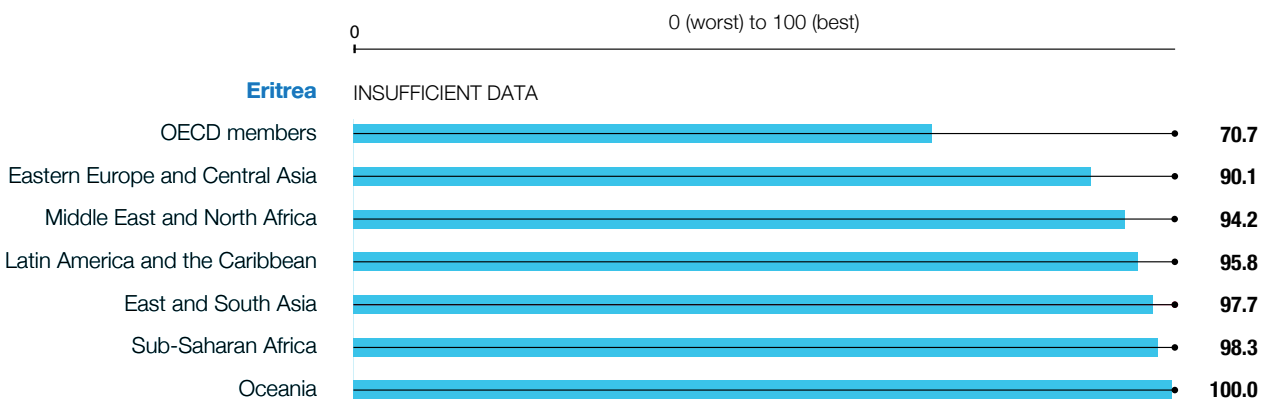 0 (worst) to 100 (best)
0
Eritrea INSUFFICIENT DATA
OECD members 70.7
Eastern Europe and Central Asia 90.1
Middle East and North Africa 94.2
Latin America and the Caribbean 95.8
East and South Asia 97.7
Sub-Saharan Africa 98.3
Oceania 100.0